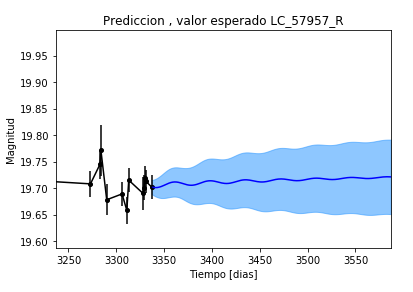 Prediccion , valor esperado LC_57957_R
Magnitud
19.95
19.90
19.85
19.80
19.75
19.70
19.65
19.60
3250 3300 3350 3400 3450 3500 3550
Tiempo [dias]